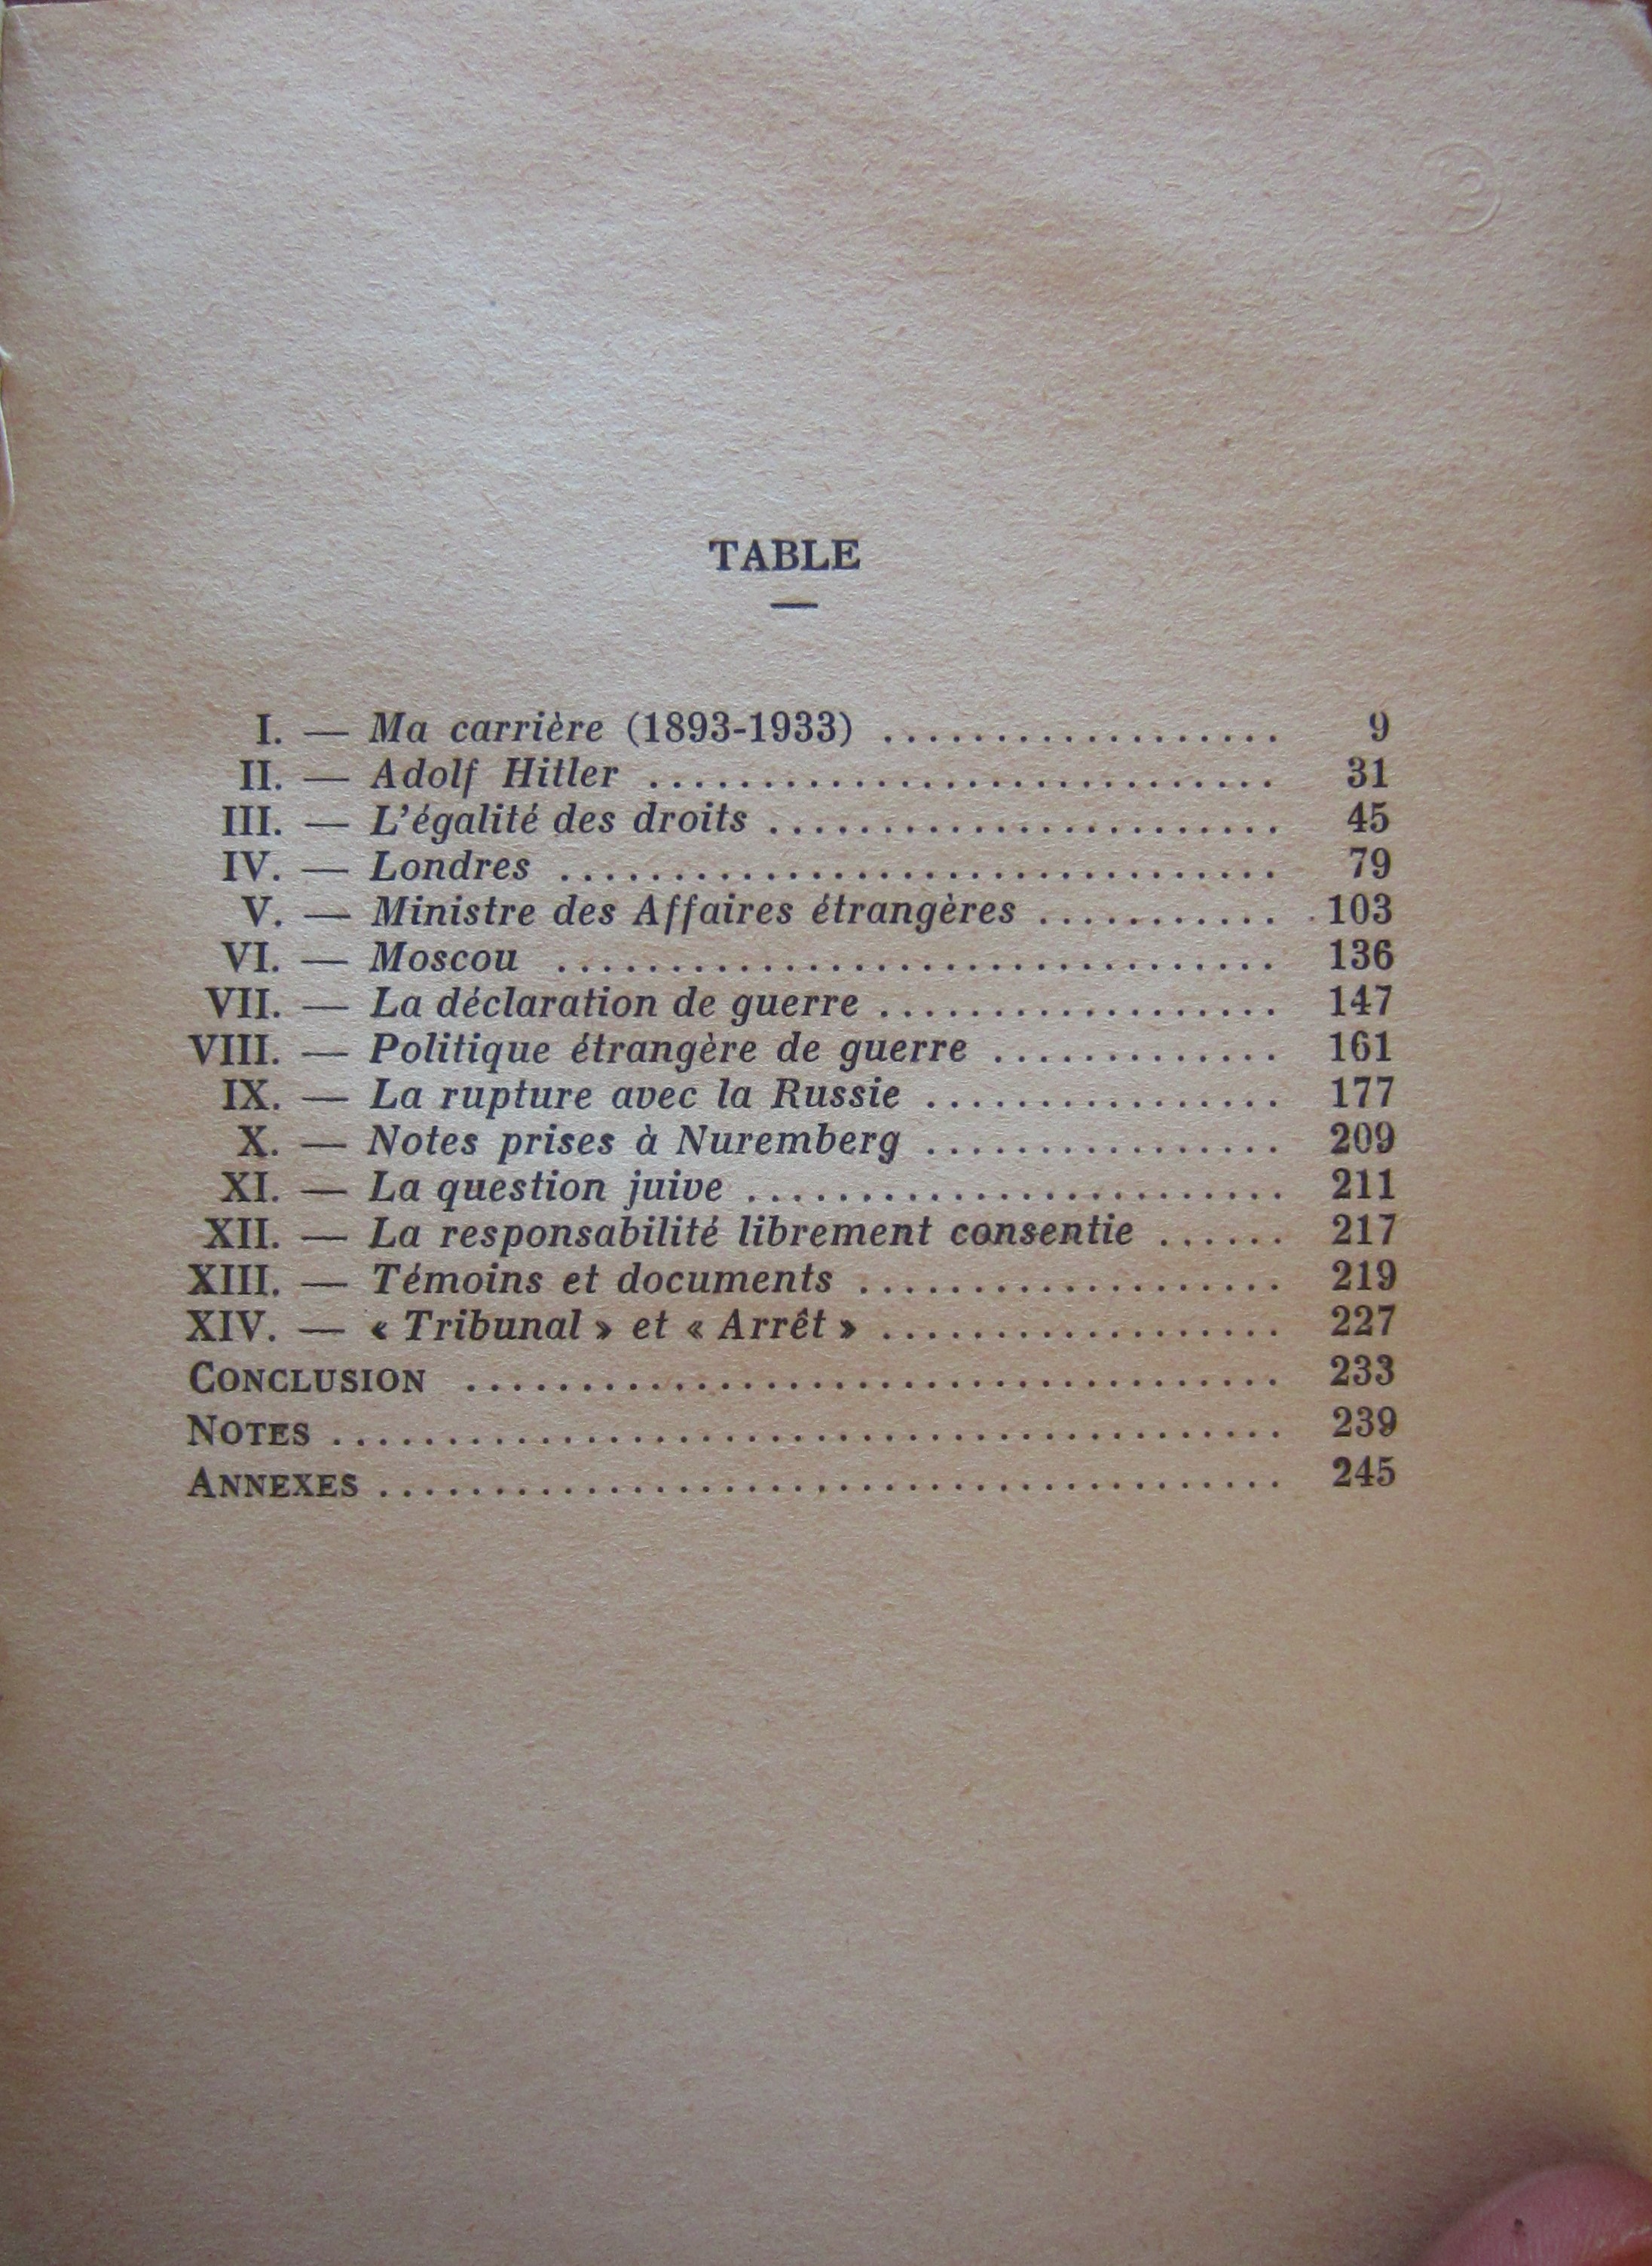 TABLE
I. — Ma carrière (1893-1933) .................. 9
II. — Adolf Hitler ............................ 31
III. — L'égalité des droits ....................... 45
IV. — Londres ................................ 79
V. — Ministre des Affaires étrangères ........... 103
VI. — Moscou ................................ 136
VII. — La déclaration de guerre .................. 147
VIII. — Politique étrangère de guerre ............. 161
IX. — La rupture avec la Russie ................ 177
X. — Notes prises à Nuremberg ................ 209
XI. — La question juive ........................ 211
XII. — La responsabilité librement consentie ...... 217
XIII. — Témoins et documents ................... 219
XIV. — « Tribunal » et « Arrêt » .................. 227
CONCLUSION .................................... 233
NOTES .......................................... 239
ANNEXES ........................................ 245